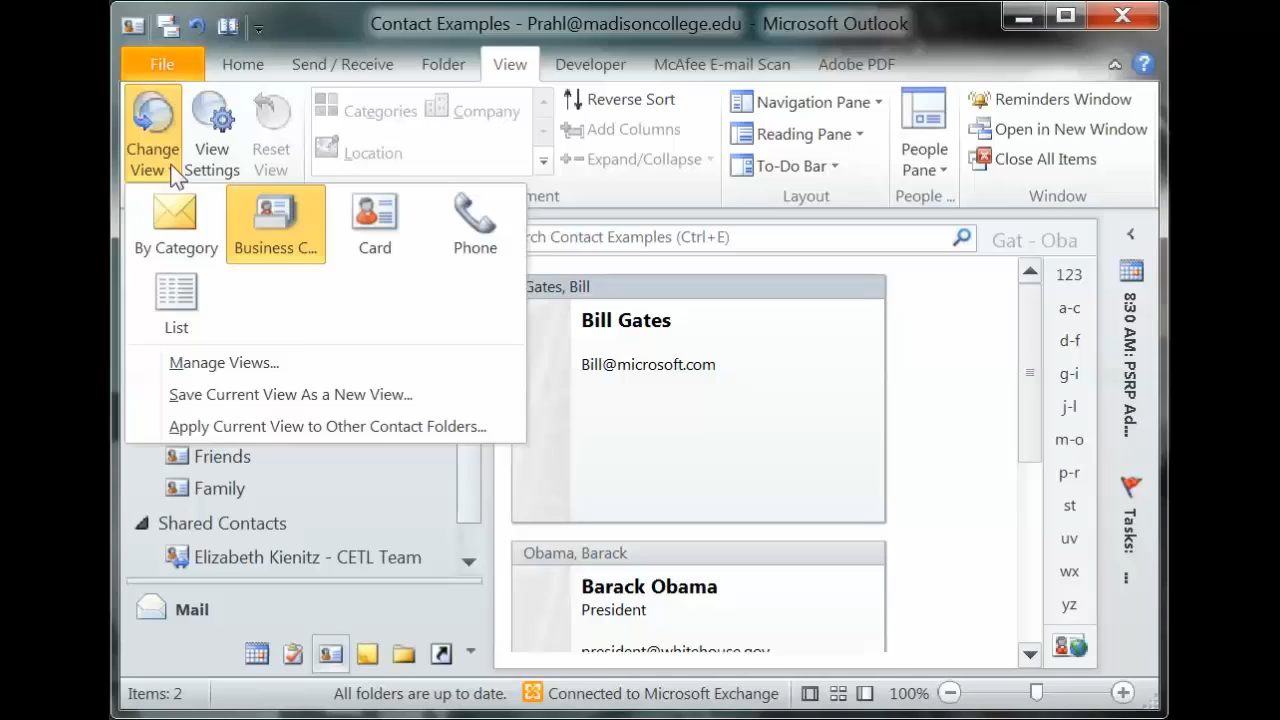 Contact Examples - Prahl@madisoncollege.edu - Microsoft Outlook
File Home Send / Receive Folder View Developer McAfee E-mail Scan Adobe PDF
Change View
View Settings
Reset View
Categories Company
Location
Reverse Sort
Add Columns
Expand/Collapse
Navigation Pane
Reading Pane
To-Do Bar
Layout
People Pane
People ...
Reminders Window
Open in New Window
Close All Items
Window
ment
By Category
Business C...
Card
Phone
List
Manage Views...
Save Current View As a New View...
Apply Current View to Other Contact Folders...
Friends
Family
Shared Contacts
Elizabeth Kienitz - CETL Team
Mail
rch Contact Examples (Ctrl+E)
Gat - Oba
Gates, Bill
Bill Gates
Bill@microsoft.com
Obama, Barack
Barack Obama
President
president@whitehouse.gov
123
a-c
d-f
g-i
j-l
m-o
p-r
st
uv
wx
yz
8:30 AM: PSRP Ad...
Tasks: ...
Items: 2
All folders are up to date.
Connected to Microsoft Exchange
100%